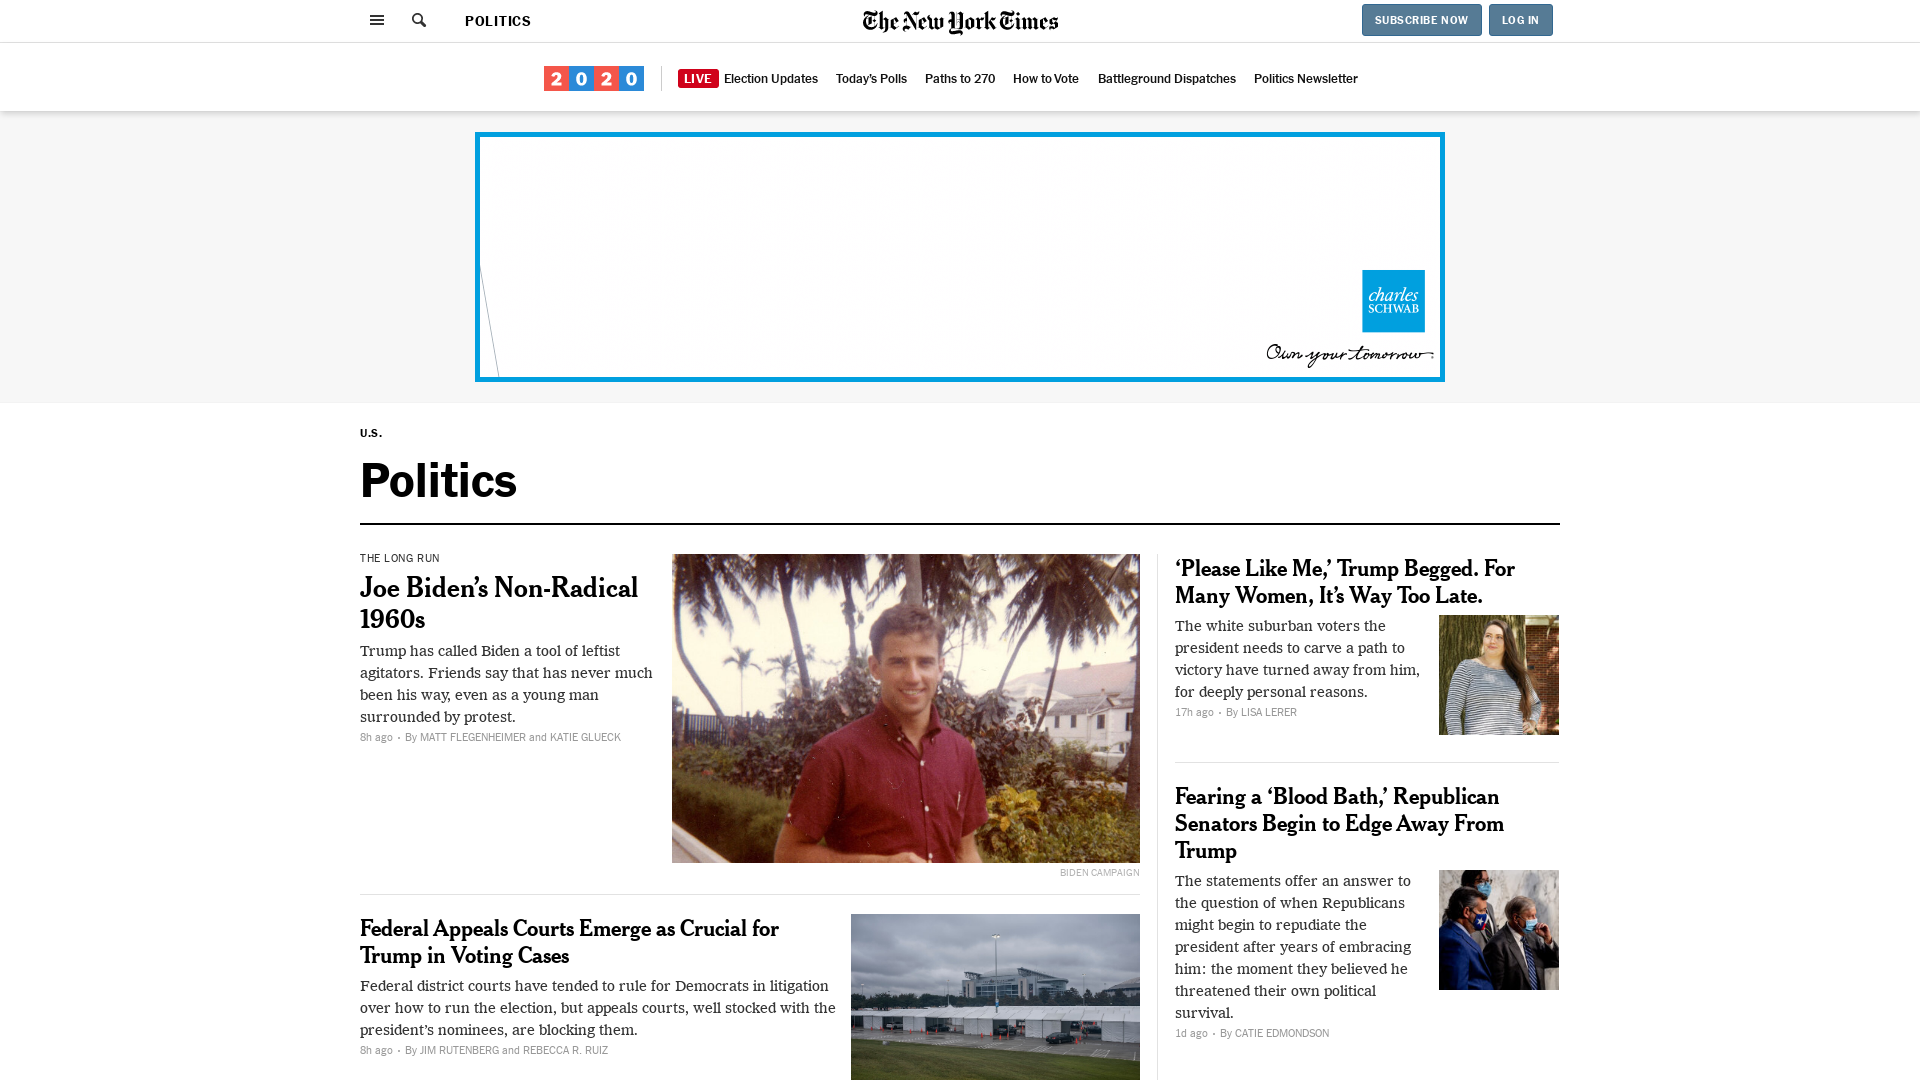 POLITICS
The New York Times
SUBSCRIBE NOW
LOG IN
2020
LIVE Election Updates
Today's Polls
Paths to 270
How to Vote
Battleground Dispatches
Politics Newsletter
charles
SCHWAB
Own your tomorrow
U.S.
Politics
THE LONG RUN
Joe Biden’s Non-Radical
1960s
Trump has called Biden a tool of leftist
agitators. Friends say that has never much
been his way, even as a young man
surrounded by protest.
8h ago • By MATT FLEGENHEIMER and KATIE GLUECK
BIDEN CAMPAIGN
Federal Appeals Courts Emerge as Crucial for
Trump in Voting Cases
Federal district courts have tended to rule for Democrats in litigation
over how to run the election, but appeals courts, well stocked with the
president’s nominees, are blocking them.
8h ago • By JIM RUTENBERG and REBECCA R. RUIZ
‘Please Like Me,’ Trump Begged. For
Many Women, It’s Way Too Late.
The white suburban voters the
president needs to carve a path to
victory have turned away from him,
for deeply personal reasons.
17h ago • By LISA LERER
Fearing a ‘Blood Bath,’ Republican
Senators Begin to Edge Away From
Trump
The statements offer an answer to
the question of when Republicans
might begin to repudiate the
president after years of embracing
him: the moment they believed he
threatened their own political
survival.
1d ago • By CATIE EDMONDSON